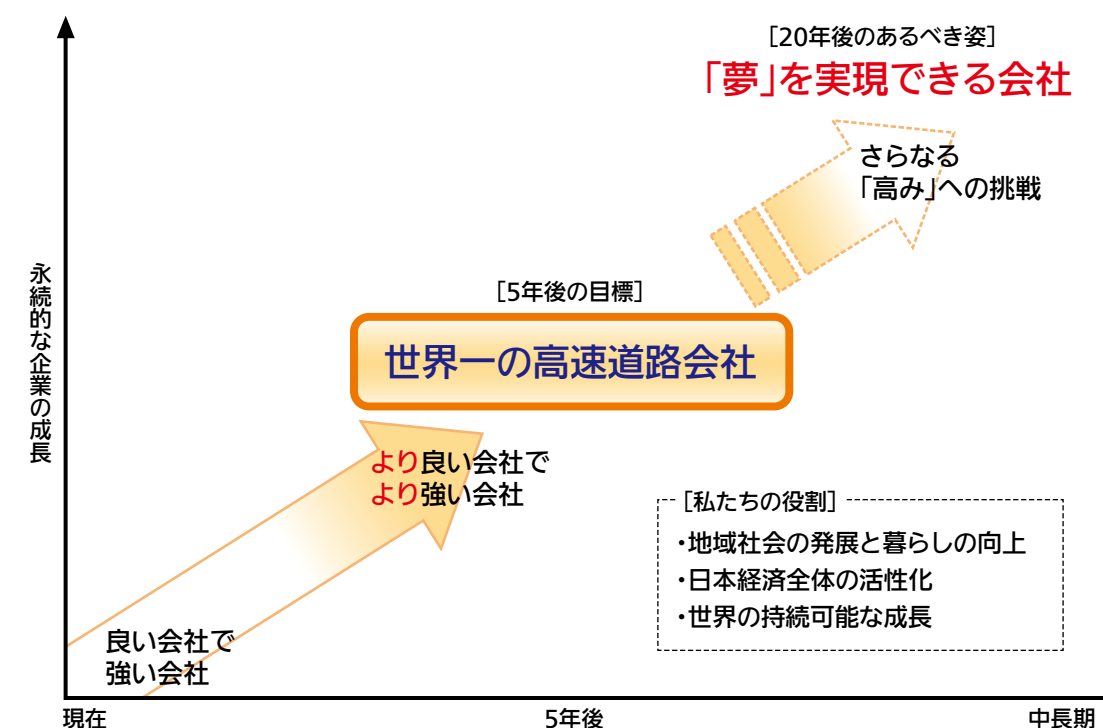 ［20年後のあるべき姿］
「夢」を実現できる会社
さらなる
「高み」への挑戦
永続的な企業の成長
［5年後の目標］
世界一の高速道路会社
より良い会社で
より強い会社
［私たちの役割］
・地域社会の発展と暮らしの向上
・日本経済全体の活性化
・世界の持続可能な成長
良い会社で
強い会社
現在
5年後
中長期